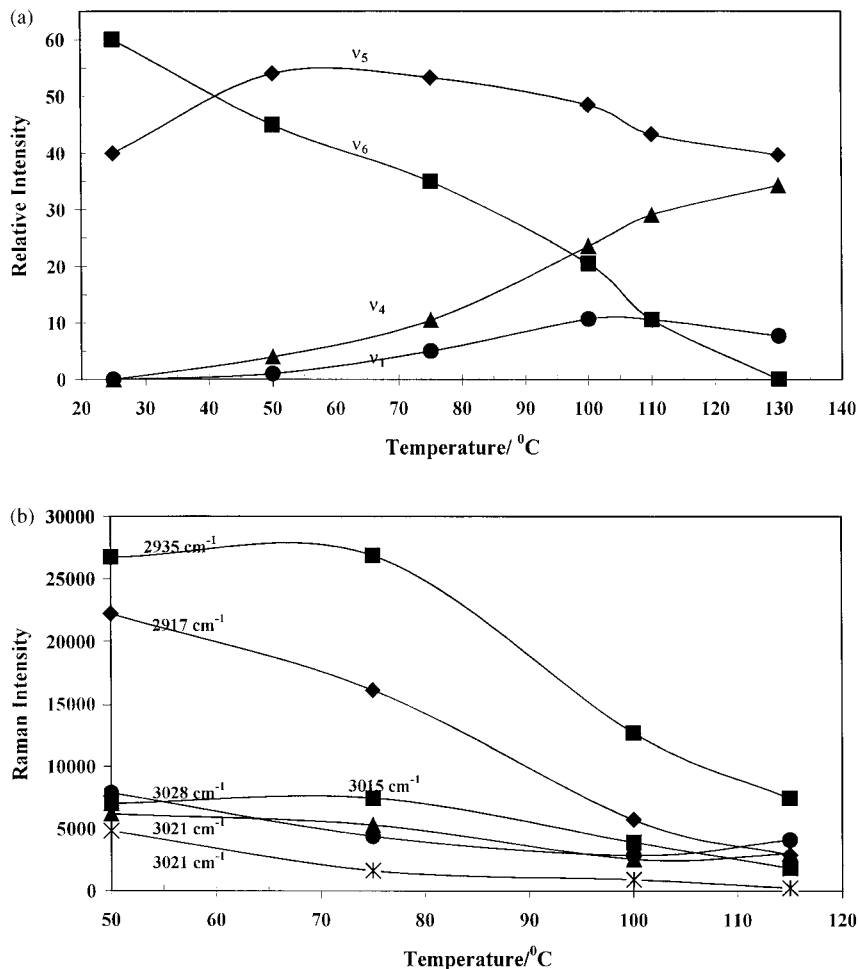 (a)
60
50
40
30
20
10
0
Relative Intensity
ν5
ν6
ν4
ν1
20 30 40 50 60 70 80 90 100 110 120 130 140
Temperature/ 0C
(b)
30000
25000
20000
15000
10000
5000
0
Raman Intensity
2935 cm-1
2917 cm-1
3028 cm-1
3015 cm-1
3021 cm-1
3021 cm-1
50 60 70 80 90 100 110 120
Temperature/0C